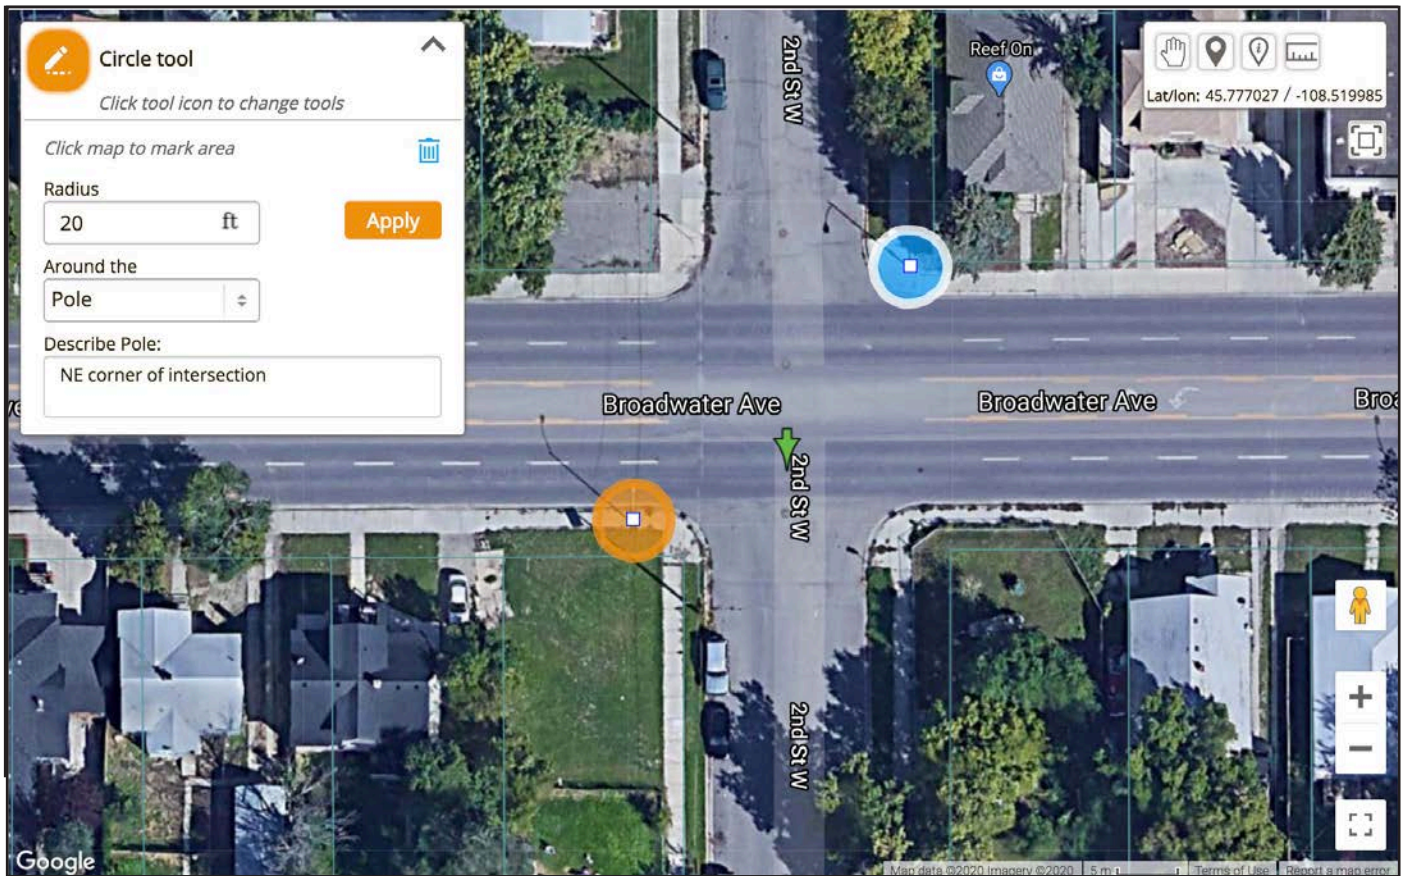 Circle tool
Click tool icon to change tools
Click map to mark area
Radius
20 ft
Apply
Around the
Pole
Describe Pole:
NE corner of intersection
2nd St W
Reef On
Lat/lon: 45.777027 / -108.519985
Broadwater Ave
Broadwater Ave
Bro
2nd St W
2nd St W
Google
Map data ©2020 Imagery ©2020
5 m
Terms of Use
Report a map error